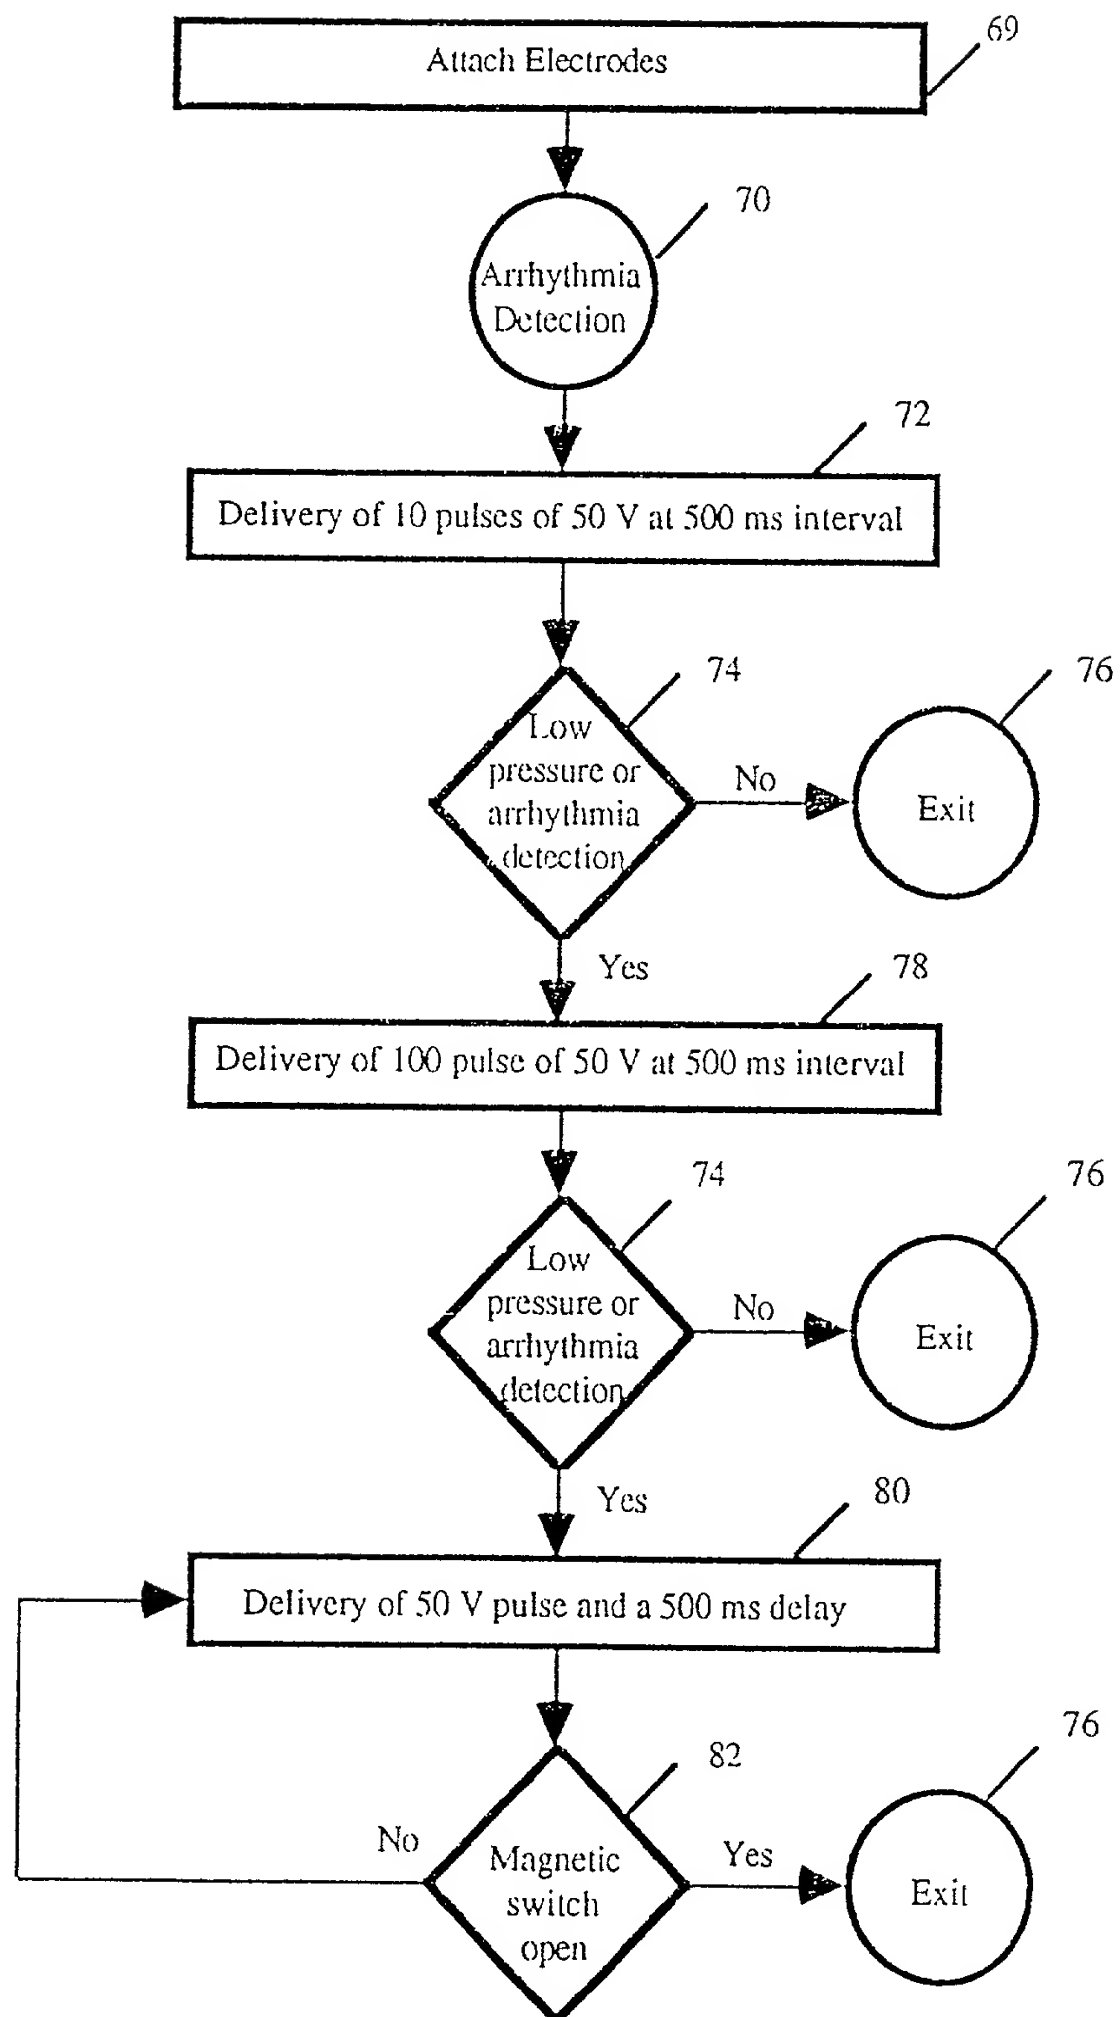 69
Attach Electrodes
70
Arrhythmia
Detection
72
Delivery of 10 pulses of 50 V at 500 ms interval
74
76
Low
pressure or
arrhythmia
detection
No
Exit
Yes
78
Delivery of 100 pulse of 50 V at 500 ms interval
74
76
Low
pressure or
arrhythmia
detection
No
Exit
Yes
80
Delivery of 50 V pulse and a 500 ms delay
76
82
No
Magnetic
switch
open
Yes
Exit